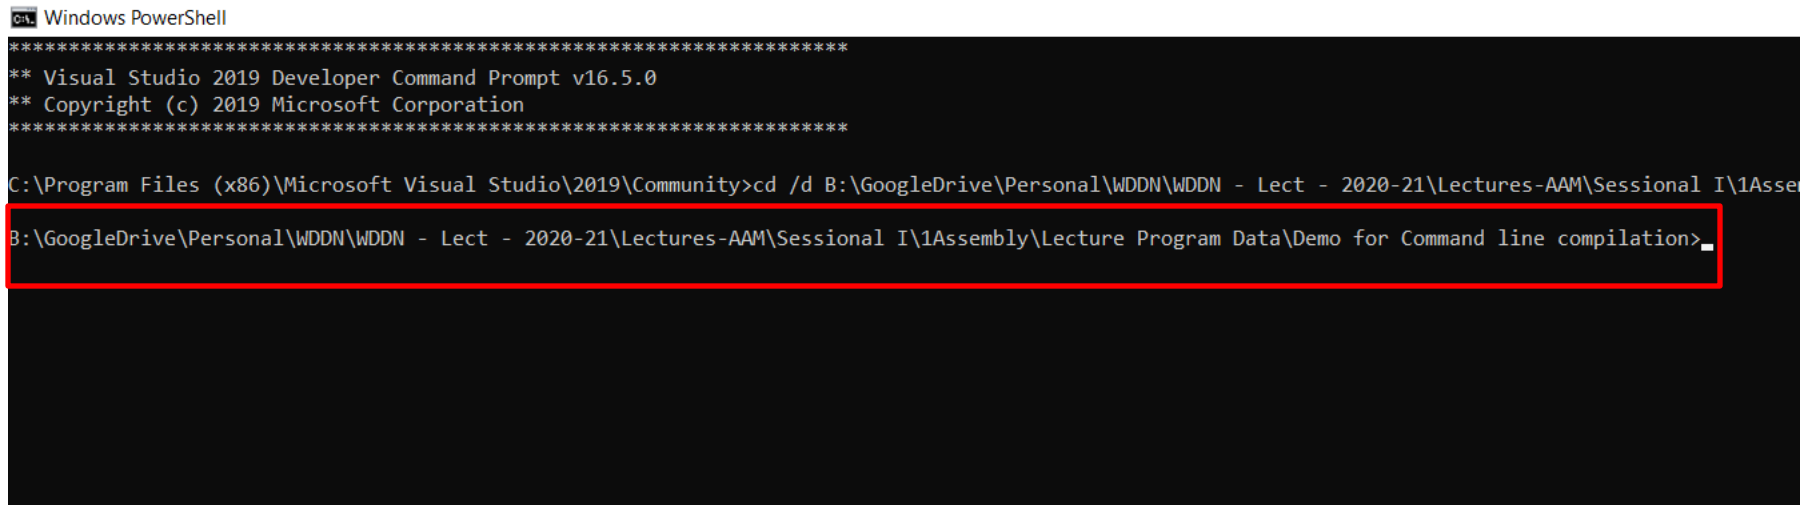 Windows PowerShell
**********************************************************************
** Visual Studio 2019 Developer Command Prompt v16.5.0
** Copyright (c) 2019 Microsoft Corporation
**********************************************************************
C:\Program Files (x86)\Microsoft Visual Studio\2019\Community>cd /d B:\GoogleDrive\Personal\WDDN\WDDN - Lect - 2020-21\Lectures-AAM\Sessional I\1Asse
B:\GoogleDrive\Personal\WDDN\WDDN - Lect - 2020-21\Lectures-AAM\Sessional I\1Assembly\Lecture Program Data\Demo for Command line compilation>